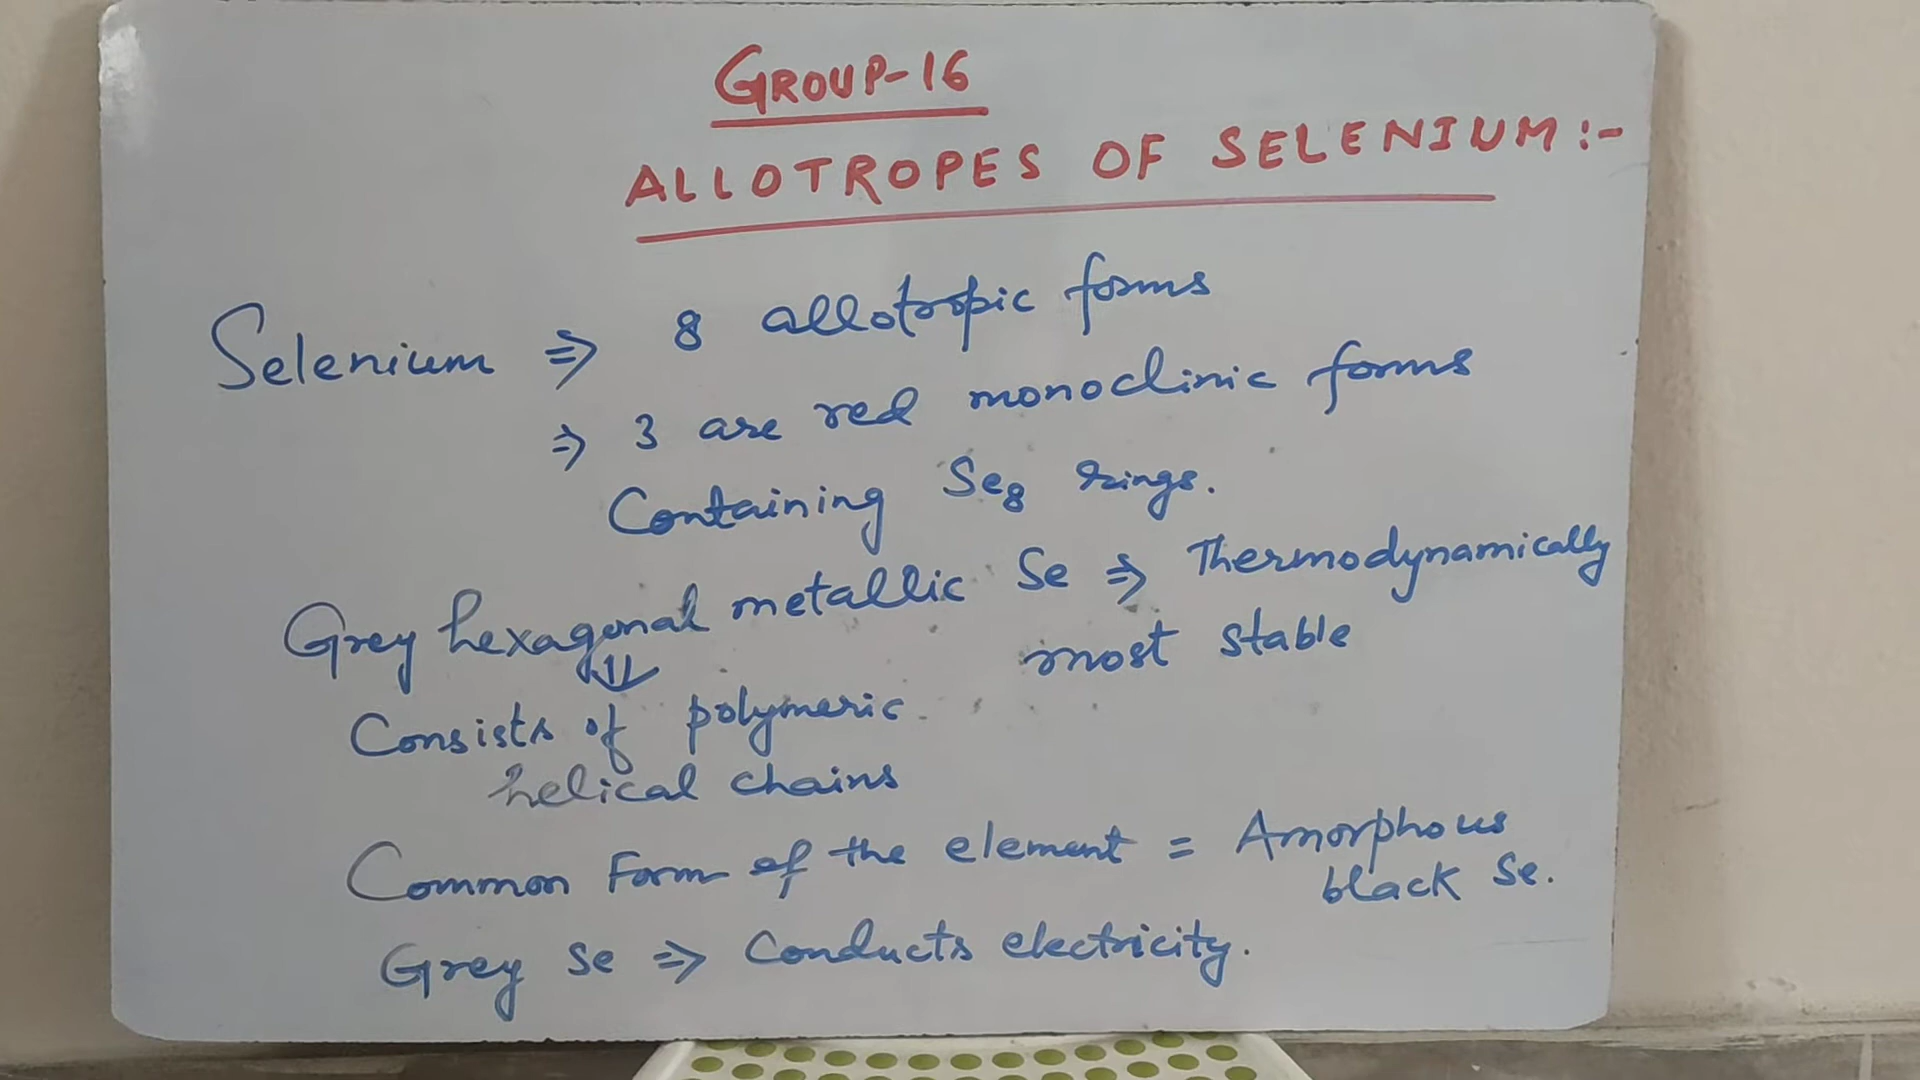 GROUP-16
ALLOTROPES OF SELENIUM:-
Selenium ⇒ 8 allotropic forms
⇒ 3 are red monoclinic forms
Containing Se₈ rings.
Grey hexagonal metallic Se ⇒ Thermodynamically
most stable
⇓
Consists of polymeric
helical chains
Common Form of the element = Amorphous
black Se.
Grey Se ⇒ Conducts electricity.